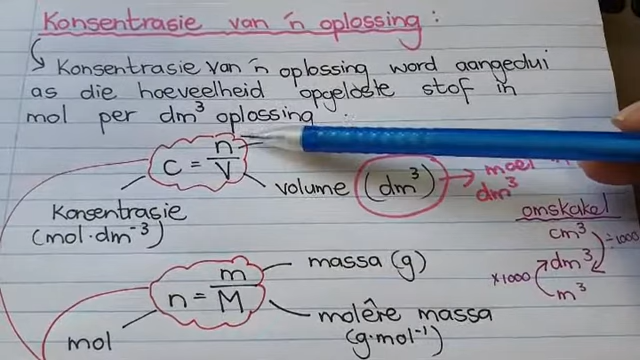 Konsentrasie van 'n oplossing :
Konsentrasie van 'n oplossing word aangedui
as die hoeveelheid opgeloste stof in
mol per dm³ oplossing
c = n/V
volume (dm³) → moet
dm³
Konsentrasie
(mol·dm⁻³)
omskakel
cm³
÷1000
dm³
×1000
m³
n = m/M
massa (g)
mol
molêre massa
(g·mol⁻¹)